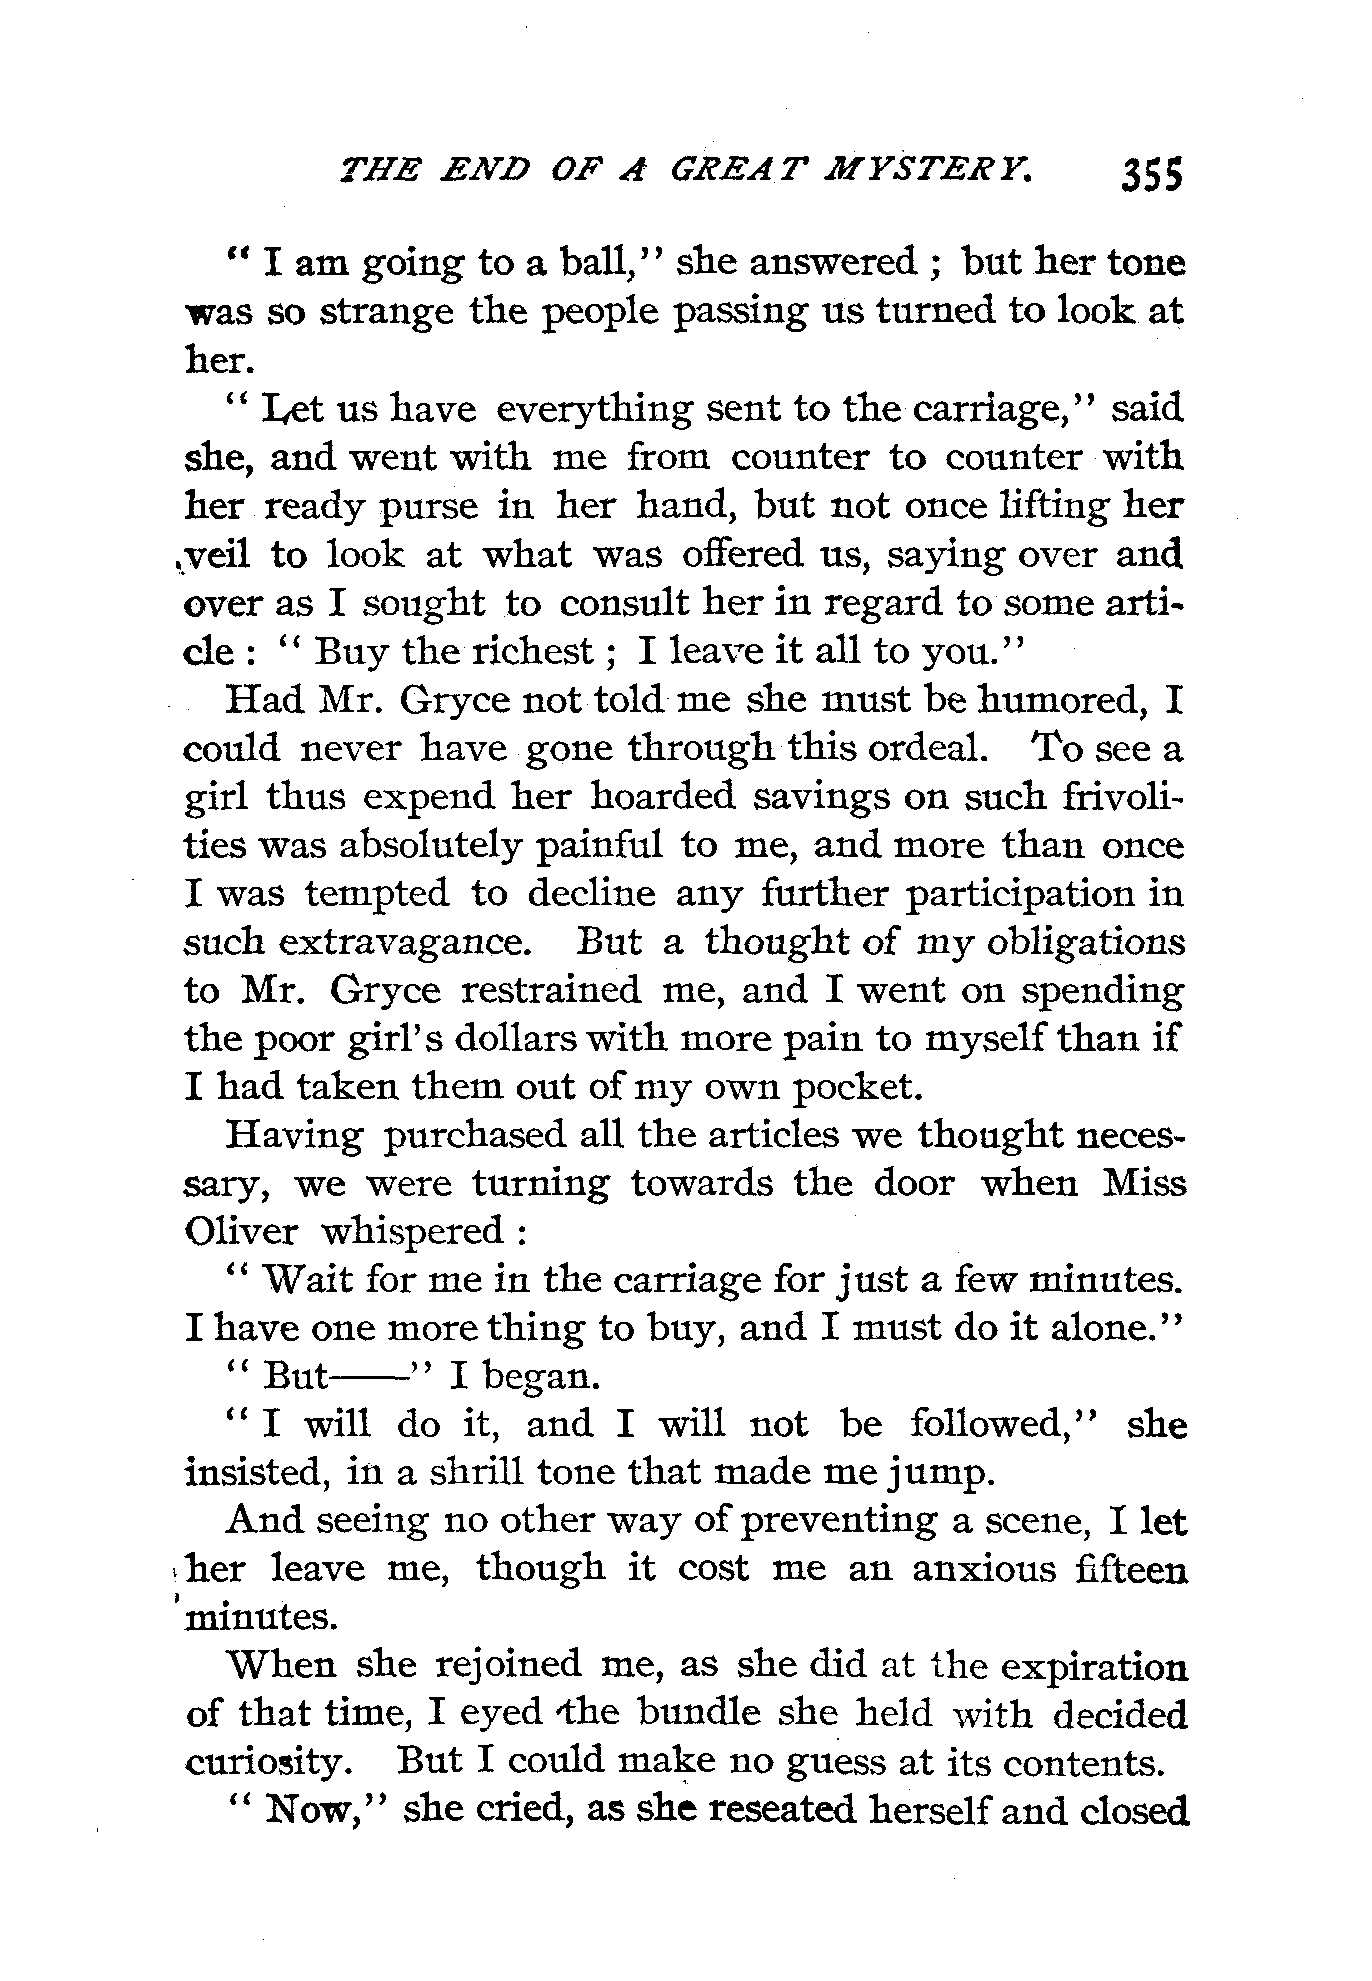 THE END OF A GREAT MYSTERY. 355
“ I am going to a ball,” she answered ; but her tone
was so strange the people passing us turned to look at
her.
“ Let us have everything sent to the carriage,” said
she, and went with me from counter to counter with
her ready purse in her hand, but not once lifting her
veil to look at what was offered us, saying over and
over as I sought to consult her in regard to some arti-
cle : “ Buy the richest ; I leave it all to you.”
Had Mr. Gryce not told me she must be humored, I
could never have gone through this ordeal. To see a
girl thus expend her hoarded savings on such frivoli-
ties was absolutely painful to me, and more than once
I was tempted to decline any further participation in
such extravagance. But a thought of my obligations
to Mr. Gryce restrained me, and I went on spending
the poor girl’s dollars with more pain to myself than if
I had taken them out of my own pocket.
Having purchased all the articles we thought neces-
sary, we were turning towards the door when Miss
Oliver whispered :
“ Wait for me in the carriage for just a few minutes.
I have one more thing to buy, and I must do it alone.”
“ But——” I began.
“ I will do it, and I will not be followed,” she
insisted, in a shrill tone that made me jump.
And seeing no other way of preventing a scene, I let
her leave me, though it cost me an anxious fifteen
minutes.
When she rejoined me, as she did at the expiration
of that time, I eyed the bundle she held with decided
curiosity. But I could make no guess at its contents.
“ Now,” she cried, as she reseated herself and closed